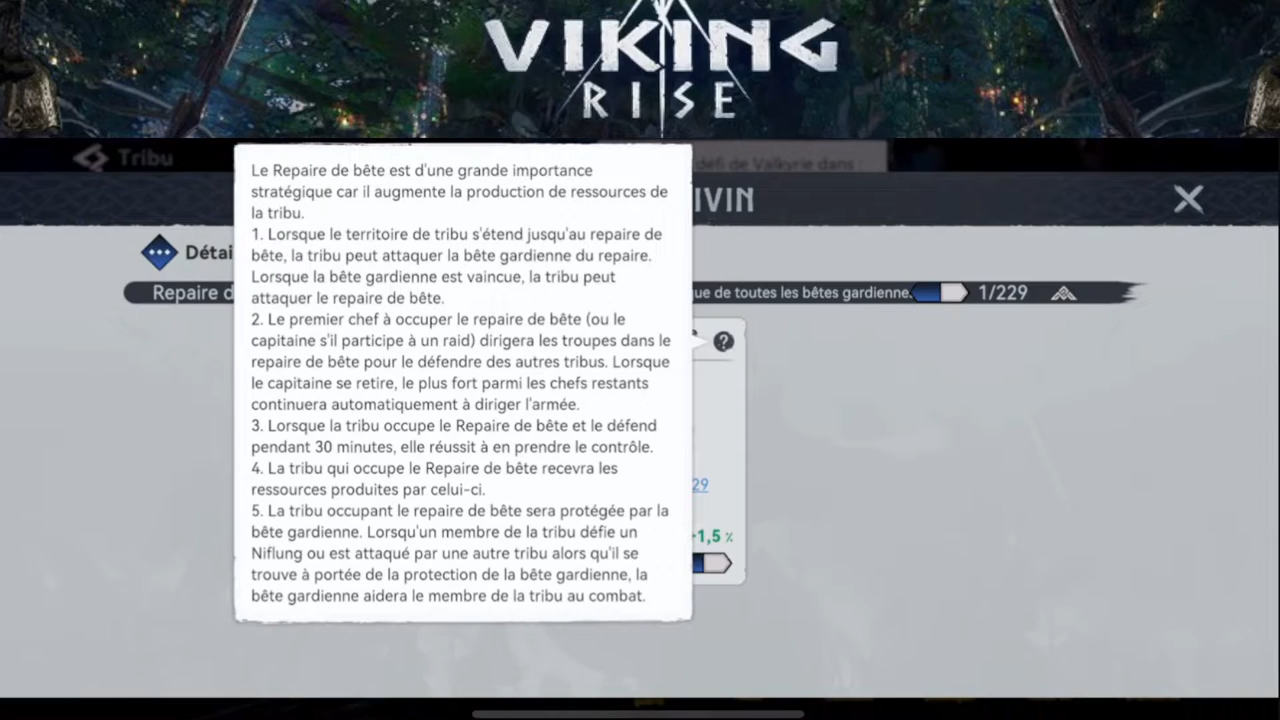 VIKING
RISE
Tribu
défi de Valkyrie dans :
IVIN
Détai
Repaire d
que de toutes les bêtes gardienne.
1/229
?
29
+1,5 %
Le Repaire de bête est d'une grande importance
stratégique car il augmente la production de ressources de
la tribu.
1. Lorsque le territoire de tribu s'étend jusqu'au repaire de
bête, la tribu peut attaquer la bête gardienne du repaire.
Lorsque la bête gardienne est vaincue, la tribu peut
attaquer le repaire de bête.
2. Le premier chef à occuper le repaire de bête (ou le
capitaine s'il participe à un raid) dirigera les troupes dans le
repaire de bête pour le défendre des autres tribus. Lorsque
le capitaine se retire, le plus fort parmi les chefs restants
continuera automatiquement à diriger l'armée.
3. Lorsque la tribu occupe le Repaire de bête et le défend
pendant 30 minutes, elle réussit à en prendre le contrôle.
4. La tribu qui occupe le Repaire de bête recevra les
ressources produites par celui-ci.
5. La tribu occupant le repaire de bête sera protégée par la
bête gardienne. Lorsqu'un membre de la tribu défie un
Niflung ou est attaqué par une autre tribu alors qu'il se
trouve à portée de la protection de la bête gardienne, la
bête gardienne aidera le membre de la tribu au combat.